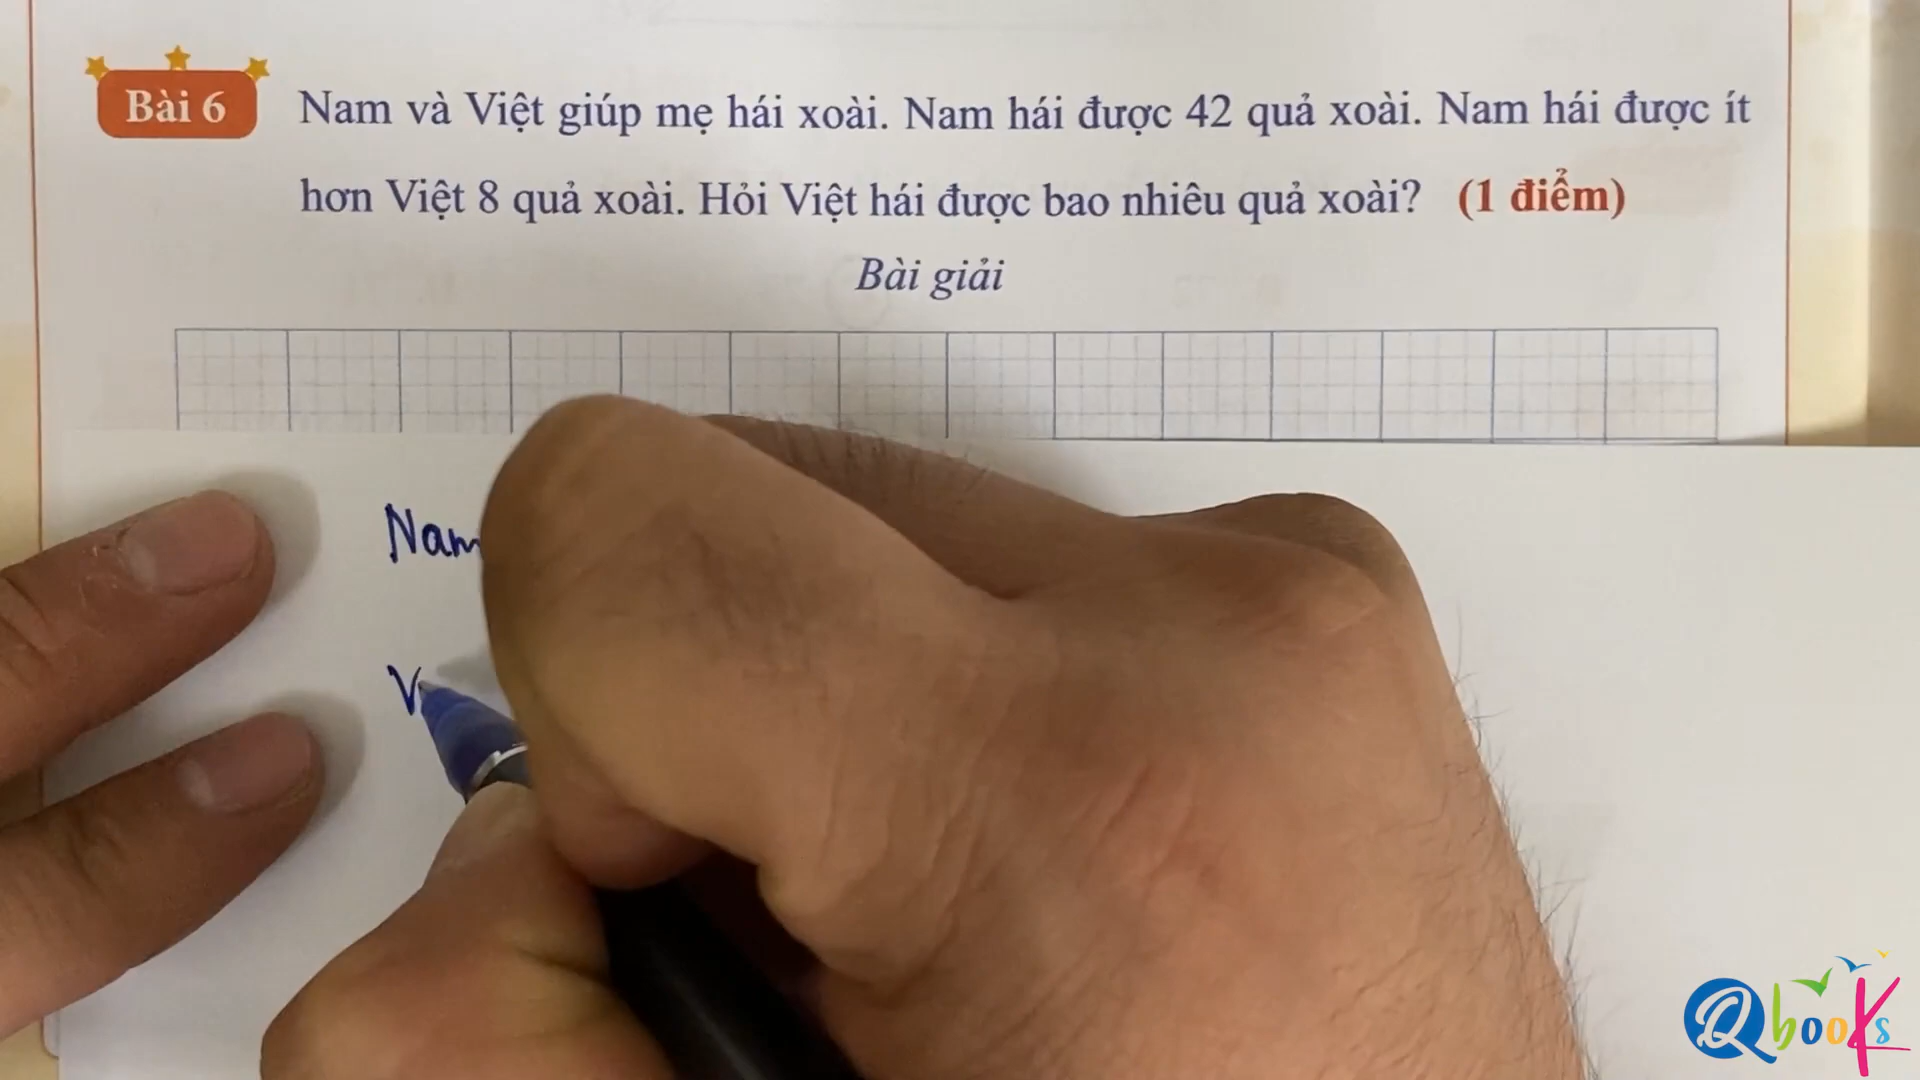 Bài 6 Nam và Việt giúp mẹ hái xoài. Nam hái được 42 quả xoài. Nam hái được ít
hơn Việt 8 quả xoài. Hỏi Việt hái được bao nhiêu quả xoài? (1 điểm)
Bài giải
Nam
V
Qbooks